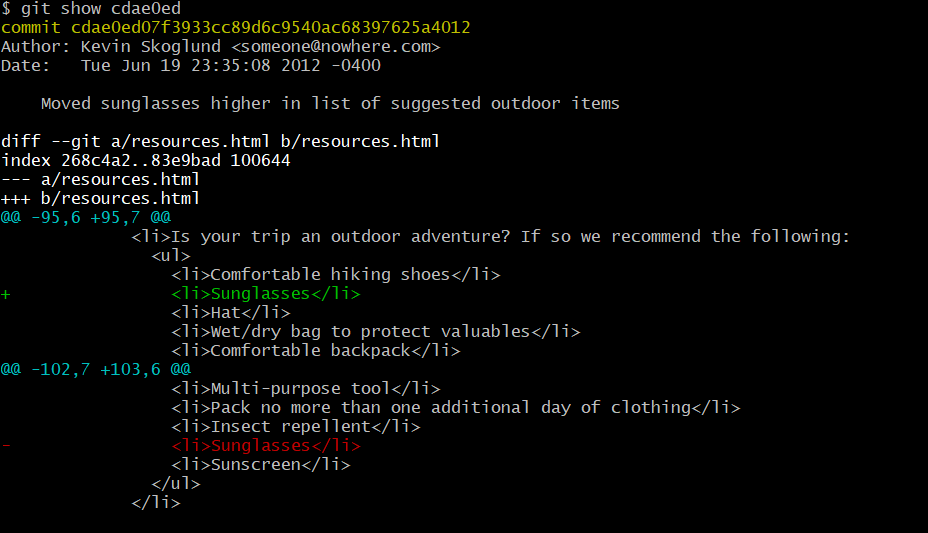 $ git show cdae0ed
commit cdae0ed07f3933cc89d6c9540ac68397625a4012
Author: Kevin Skoglund <someone@nowhere.com>
Date:   Tue Jun 19 23:35:08 2012 -0400

    Moved sunglasses higher in list of suggested outdoor items

diff --git a/resources.html b/resources.html
index 268c4a2..83e9bad 100644
--- a/resources.html
+++ b/resources.html
@@ -95,6 +95,7 @@
             <li>Is your trip an outdoor adventure? If so we recommend the following:
               <ul>
                 <li>Comfortable hiking shoes</li>
+                <li>Sunglasses</li>
                 <li>Hat</li>
                 <li>Wet/dry bag to protect valuables</li>
                 <li>Comfortable backpack</li>
@@ -102,7 +103,6 @@
                 <li>Multi-purpose tool</li>
                 <li>Pack no more than one additional day of clothing</li>
                 <li>Insect repellent</li>
-                <li>Sunglasses</li>
                 <li>Sunscreen</li>
               </ul>
             </li>